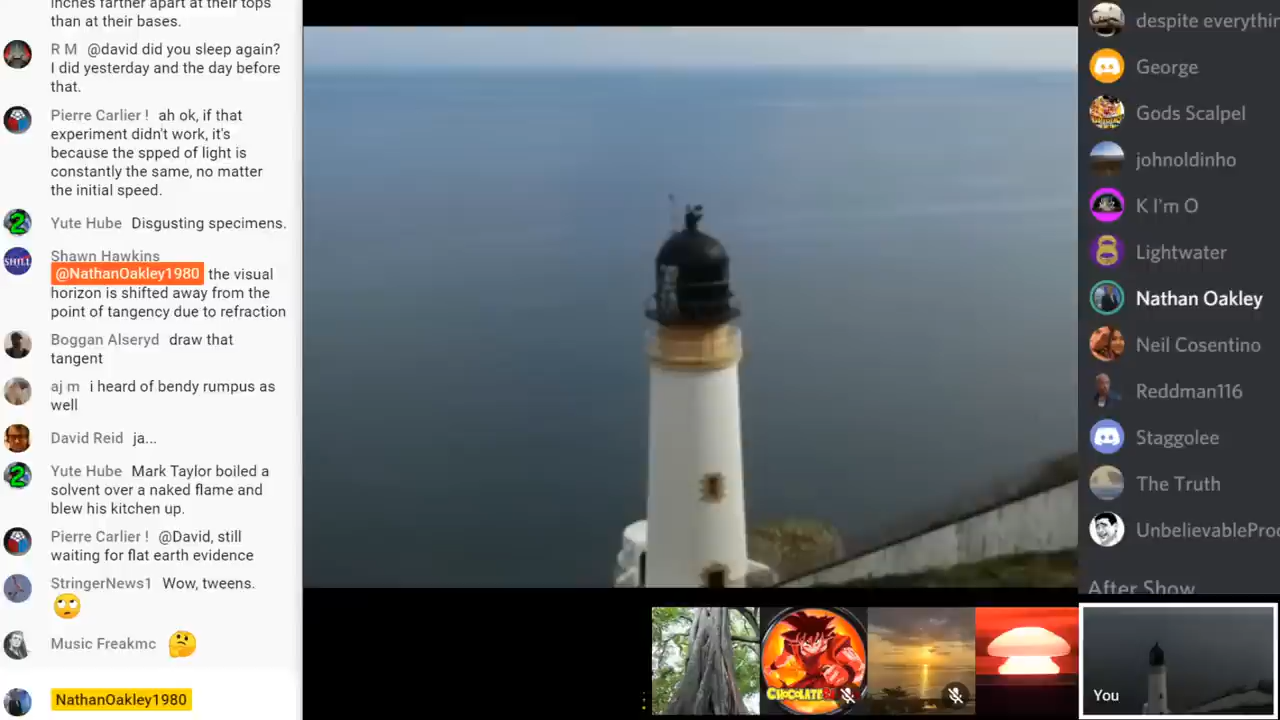 inches farther apart at their tops
than at their bases.
R M @david did you sleep again?
I did yesterday and the day before
that.
Pierre Carlier ! ah ok, if that
experiment didn't work, it's
because the spped of light is
constantly the same, no matter
the initial speed.
Yute Hube Disgusting specimens.
Shawn Hawkins
@NathanOakley1980 the visual
horizon is shifted away from the
point of tangency due to refraction
Boggan Alseryd draw that
tangent
aj m i heard of bendy rumpus as
well
David Reid ja...
Yute Hube Mark Taylor boiled a
solvent over a naked flame and
blew his kitchen up.
Pierre Carlier ! @David, still
waiting for flat earth evidence
StringerNews1 Wow, tweens.
Music Freakmc
NathanOakley1980
SHILL
CHOCOLATE
despite everythin
George
Gods Scalpel
johnoldinho
K I'm O
Lightwater
Nathan Oakley
Neil Cosentino
Reddman116
Staggolee
The Truth
UnbelievableProd
After Show
You